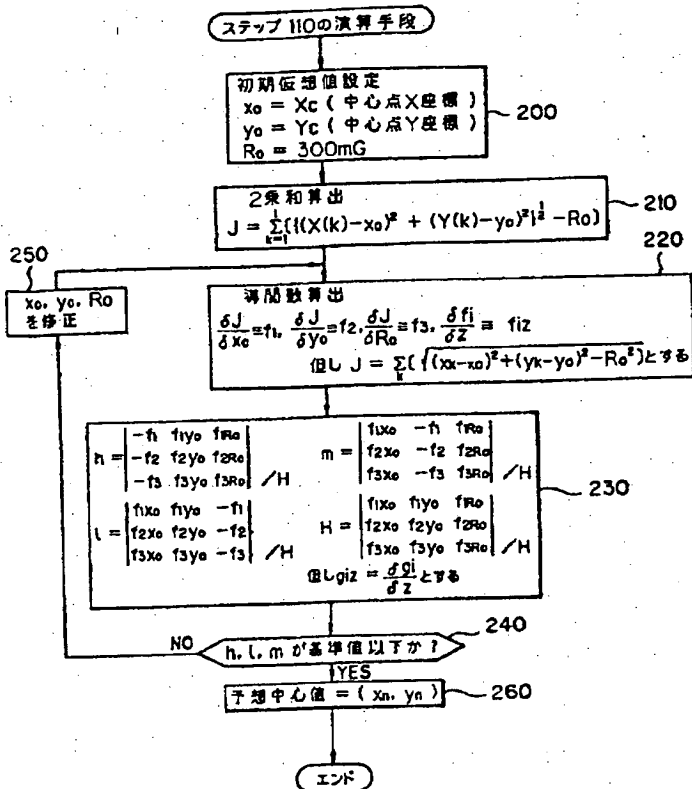 ステップ 110の演算手段
初期仮想値設定
x₀ = Xc ( 中心点X座標 )
y₀ = Yc ( 中心点Y座標 )
R₀ = 300mG
200
2乗和算出
J = Σ_{k=1}^{l} [{(X(k)−x₀)² + (Y(k)−y₀)²}^{1/2} − R₀]
210
220
導関数算出
δJ/δx₀ ≡ f₁, δJ/δy₀ ≡ f₂, δJ/δR₀ ≡ f₃, δfi/δz ≡ fiz
但し J = Σ_k [√((xk−x₀)²+(yk−y₀)²−R₀²)]とする
250
x₀, y₀, R₀
を修正
h = |−f₁ f₁y₀ f₁R₀| m = |f₁x₀ −f₁ f₁R₀|
|−f₂ f₂y₀ f₂R₀| |f₂x₀ −f₂ f₂R₀|
|−f₃ f₃y₀ f₃R₀| /H |f₃x₀ −f₃ f₃R₀| /H
l = |f₁x₀ f₁y₀ −f₁| H = |f₁x₀ f₁y₀ f₁R₀|
|f₂x₀ f₂y₀ −f₂| |f₂x₀ f₂y₀ f₂R₀|
|f₃x₀ f₃y₀ −f₃| /H |f₃x₀ f₃y₀ f₃R₀|
但しgiz = δgi/δz とする
230
h, l, m が基準値以下か?
240
NO
YES
予想中心値 = ( xn, yn )
260
エンド